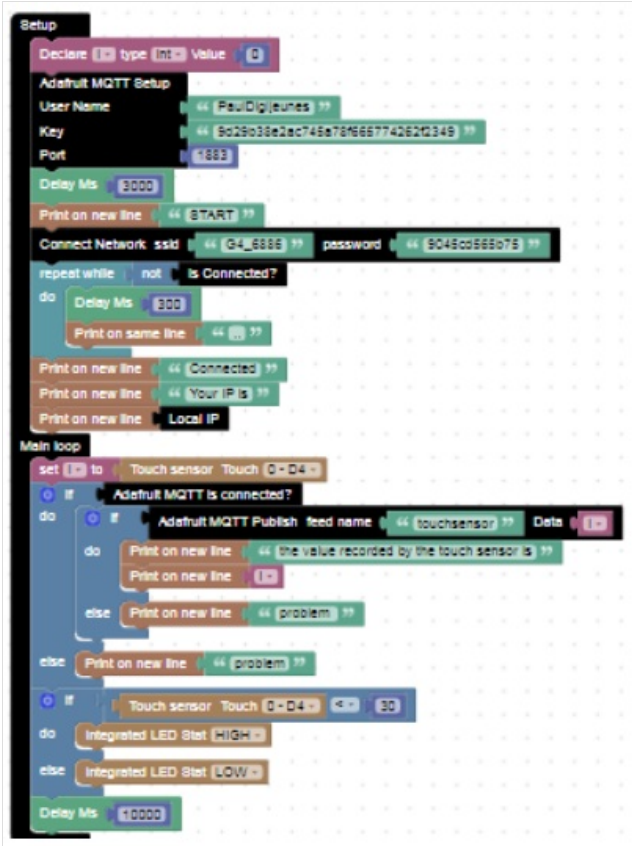 Setup
Declare i type int Value 0
Adafruit MQTT Setup
User Name “ PaulDigijeunes ”
Key
Port 1883
Delay Ms 3000
Print on new line “ START ”
Connect Network ssid “ G4_6886 ” password “ 9045cd565b75 ”
repeat while not Is Connected?
do Delay Ms 300
Print on same line “ .. ”
Print on new line “ Connected ”
Print on new line “ Your IP is ”
Print on new line Local IP
Main loop
set i to Touch sensor Touch 0 - D4
if Adafruit MQTT is connected?
do if Adafruit MQTT Publish feed name “ touchsensor ” Data i
do Print on new line “ the value recorded by the touch sensor is ”
Print on new line i
else Print on new line “ problem ”
else Print on new line “ problem ”
if Touch sensor Touch 0 - D4 < 30
do Integrated LED Stat HIGH
else Integrated LED Stat LOW
Delay Ms 10000